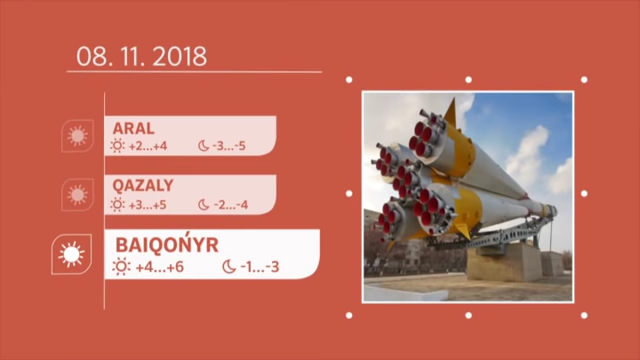 08. 11. 2018
ARAL
+2...+4 -3...-5
QAZALY
+3...+5 -2...-4
BAIQOŃYR
+4...+6 -1...-3